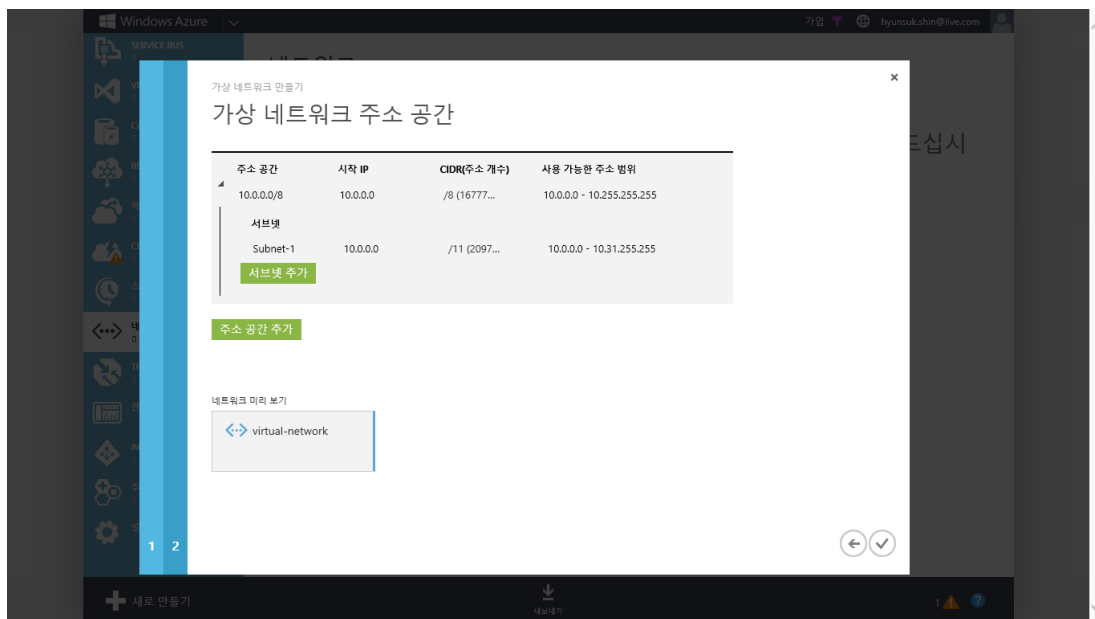 Windows Azure
가입
hyunsuk.shin@live.com
SERVICE BUS
가상 네트워크 만들기
가상 네트워크 주소 공간
드십시
주소 공간 시작 IP CIDR(주소 개수) 사용 가능한 주소 범위
10.0.0.0/8 10.0.0.0 /8 (16777... 10.0.0.0 - 10.255.255.255
서브넷
Subnet-1 10.0.0.0 /11 (2097... 10.0.0.0 - 10.31.255.255
서브넷 추가
주소 공간 추가
네트워크 미리 보기
virtual-network
1 2
새로 만들기
내보내기
1